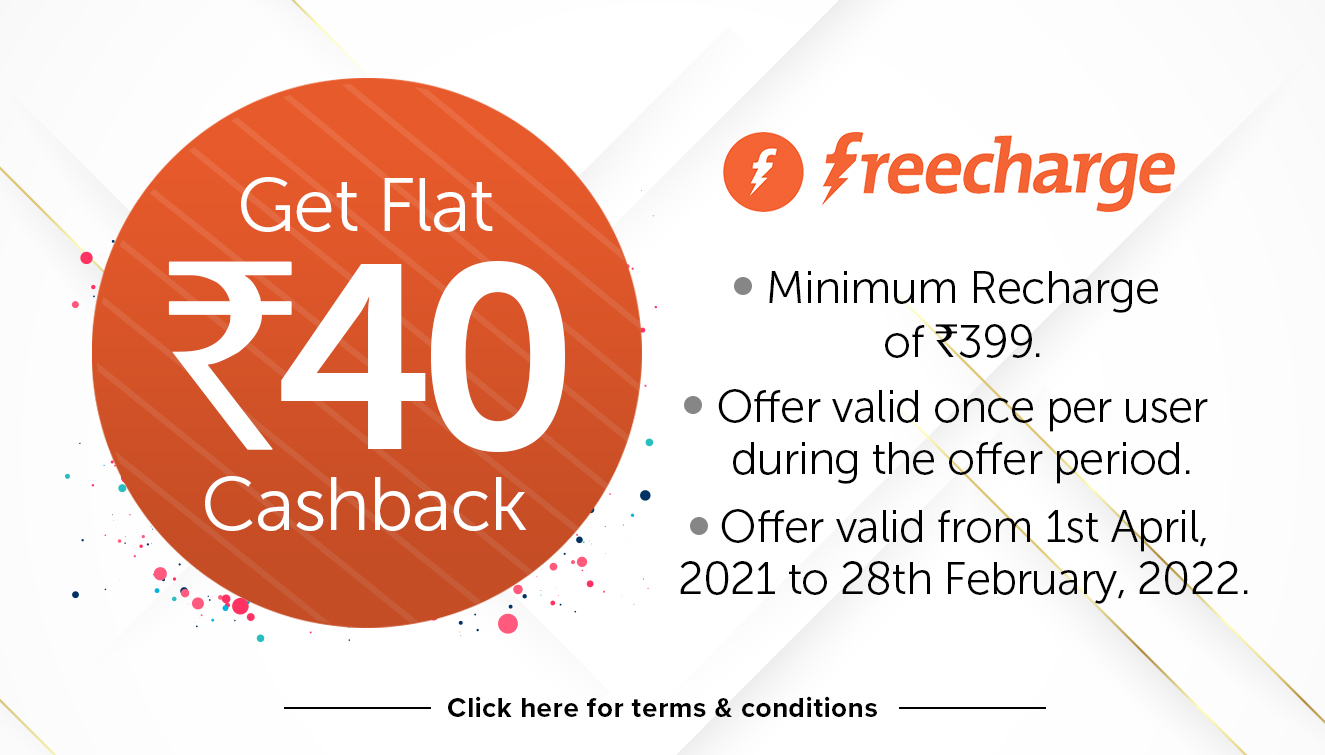 Get Flat
₹40
Cashback
freecharge
• Minimum Recharge
of ₹399.
• Offer valid once per user
during the offer period.
• Offer valid from 1st April,
2021 to 28th February, 2022.
Click here for terms & conditions